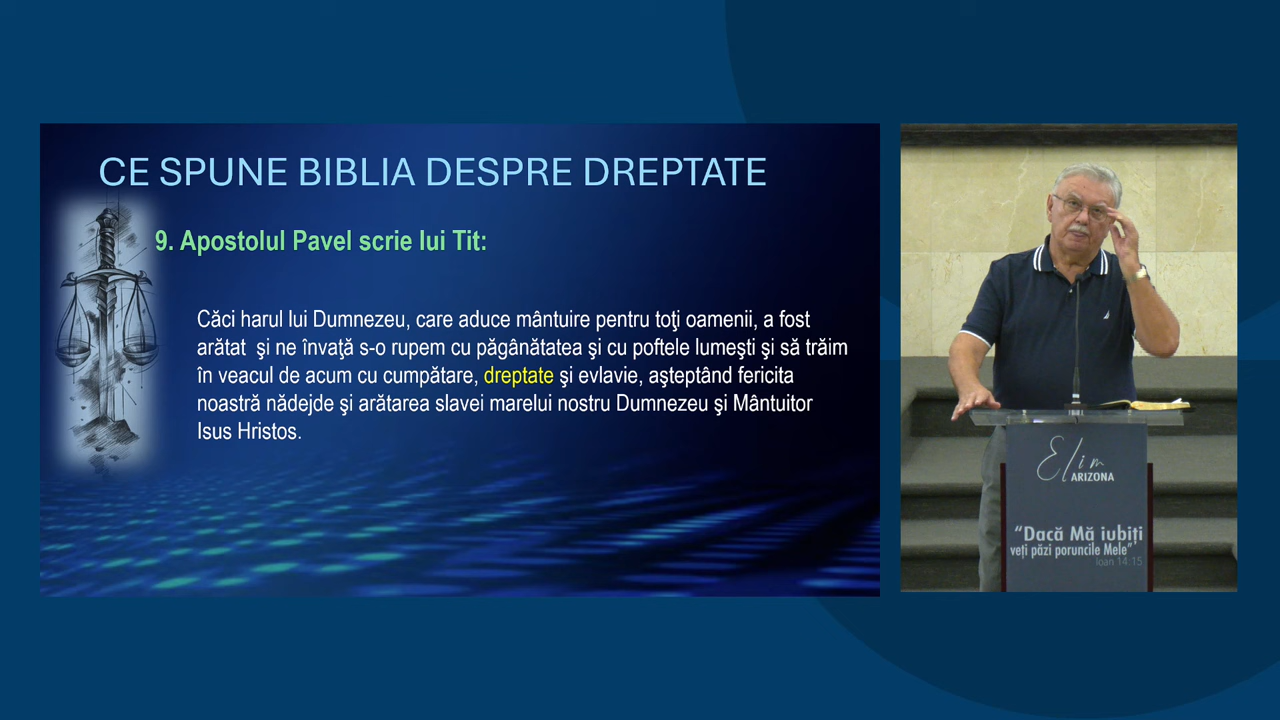 CE SPUNE BIBLIA DESPRE DREPTATE
9. Apostolul Pavel scrie lui Tit:
Căci harul lui Dumnezeu, care aduce mântuire pentru toţi oamenii, a fost
arătat şi ne învaţă s-o rupem cu păgânătatea şi cu poftele lumeşti şi să trăim
în veacul de acum cu cumpătare, dreptate şi evlavie, aşteptând fericita
noastră nădejde şi arătarea slavei marelui nostru Dumnezeu şi Mântuitor
Isus Hristos.
Elim
ARIZONA
“Dacă Mă iubiți
veți păzi poruncile Mele”
Ioan 14:15